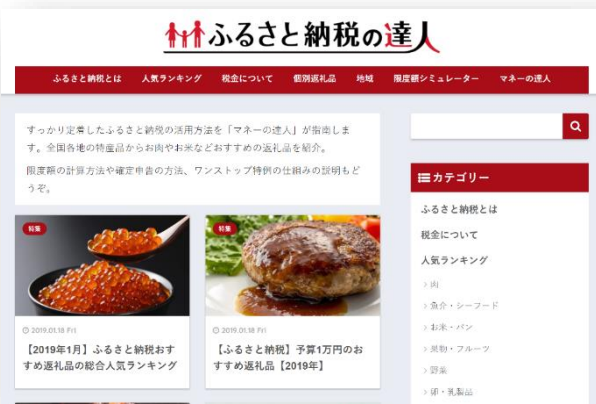 ふるさと納税の達人
ふるさと納税とは 人気ランキング 税金について 個別返礼品 地域 限度額シミュレーター マネーの達人
すっかり定着したふるさと納税の活用方法を「マネーの達人」が指南しま
す。全国各地の特産品からお肉やお米などおすすめの返礼品を紹介。
限度額の計算方法や確定申告の方法、ワンストップ特例の仕組みの説明もど
うぞ。
カテゴリー
ふるさと納税とは
税金について
人気ランキング
> 肉
> 魚介・シーフード
> お米・パン
> 果物・フルーツ
> 野菜
> 卵・乳製品
特集
2019.01.18 Fri
【2019年1月】ふるさと納税おす
すめ返礼品の総合人気ランキング
特集
2019.01.18 Fri
【ふるさと納税】予算1万円のお
すすめ返礼品【2019年】